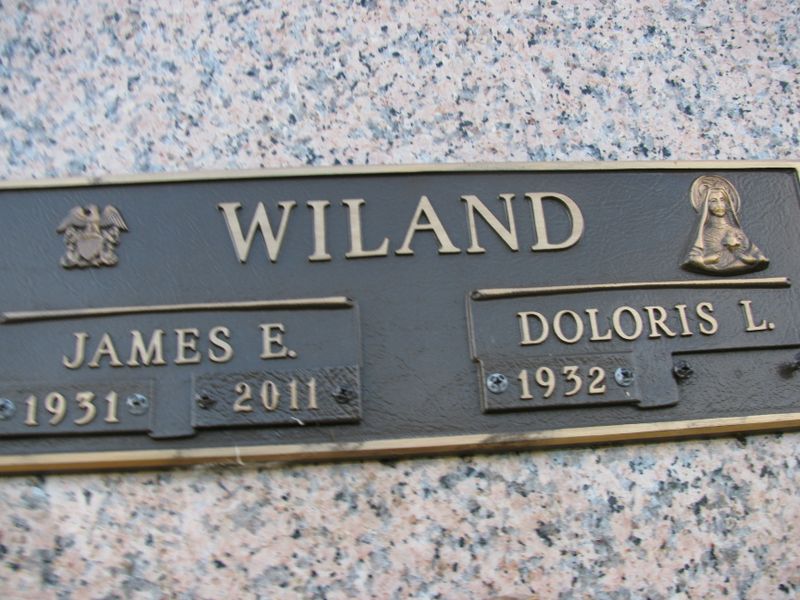 WILAND
JAMES E.
1931 2011
DOLORIS L.
1932